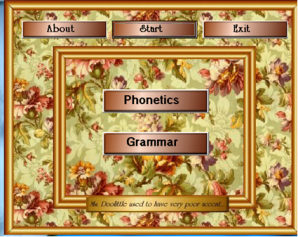 About Start Exit
Phonetics
Grammar
Ms. Doolittle used to have very poor accent...